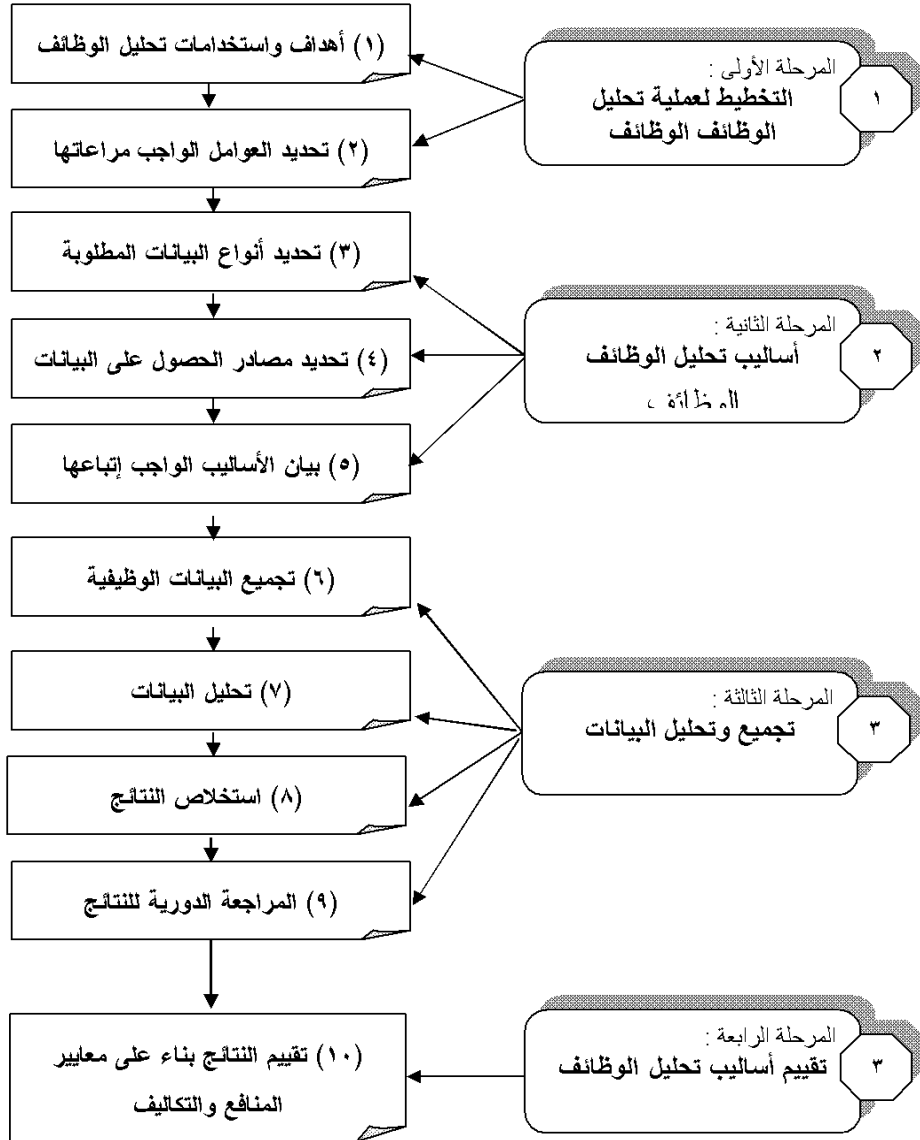 (١) أهداف واستخدامات تحليل الوظائف
(٢) تحديد العوامل الواجب مراعاتها
المرحلة الأولى :
التخطيط لعملية تحليل
الوظائف الوظائف
١
(٣) تحديد أنواع البيانات المطلوبة
(٤) تحديد مصادر الحصول على البيانات
(٥) بيان الأساليب الواجب إتباعها
المرحلة الثانية :
أساليب تحليل الوظائف
الوظائف
٢
(٦) تجميع البيانات الوظيفية
(٧) تحليل البيانات
(٨) استخلاص النتائج
(٩) المراجعة الدورية للنتائج
المرحلة الثالثة :
تجميع وتحليل البيانات
٣
(١٠) تقييم النتائج بناء على معايير
المنافع والتكاليف
المرحلة الرابعة :
تقييم أساليب تحليل الوظائف
٣